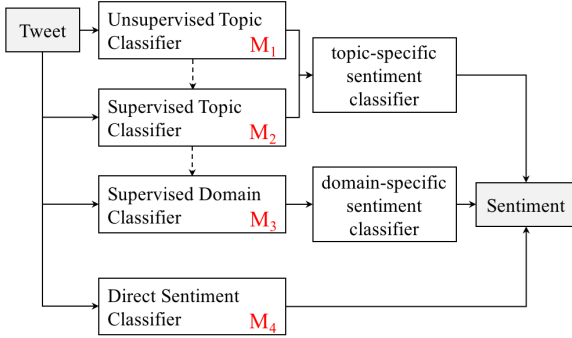 Tweet
Unsupervised Topic
Classifier M₁
Supervised Topic
Classifier M₂
topic-specific
sentiment
classifier
Supervised Domain
Classifier M₃
domain-specific
sentiment
classifier
Sentiment
Direct Sentiment
Classifier M₄